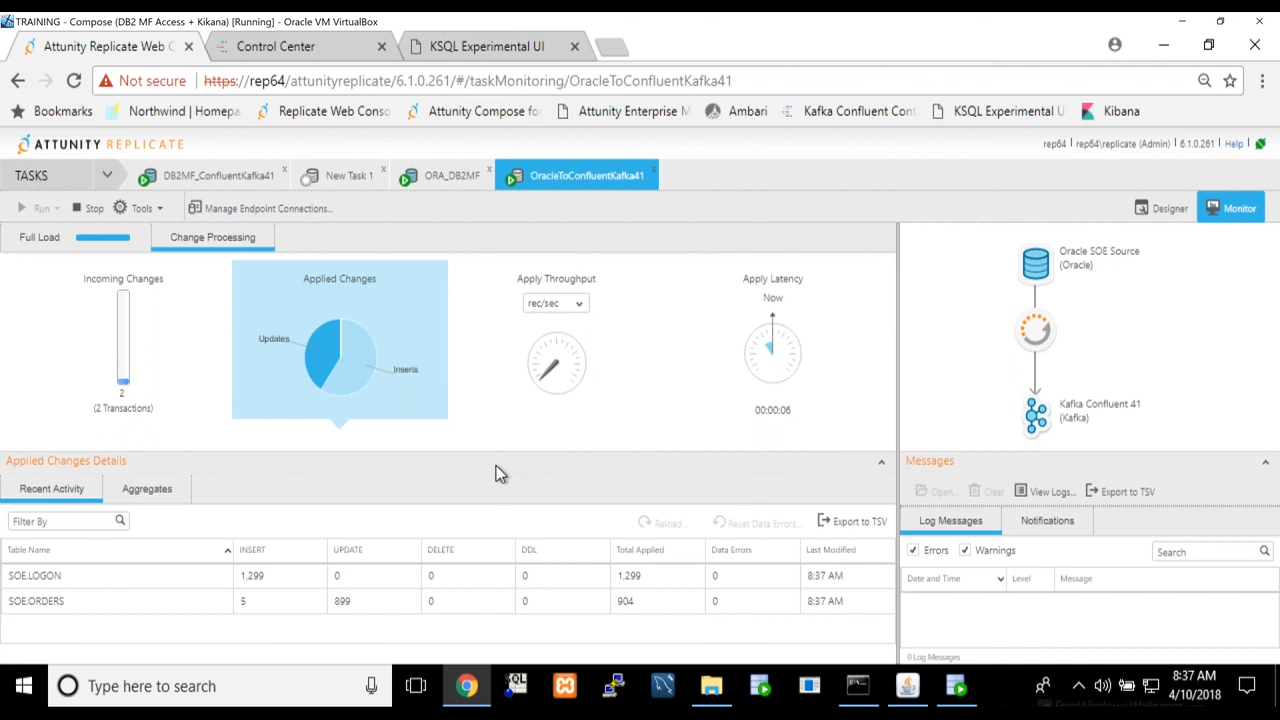 TRAINING - Compose (DB2 MF Access + Kikana) [Running] - Oracle VM VirtualBox
Attunity Replicate Web C
Control Center
KSQL Experimental UI
Not secure
https://rep64/attunityreplicate/6.1.0.261/#/taskMonitoring/OracleToConfluentKafka41
Bookmarks
Northwind | Homepa
Replicate Web Conso
Attunity Compose for
Attunity Enterprise M
Ambari
Kafka Confluent Cont
KSQL Experimental U
Kibana
ATTUNITY REPLICATE
rep64 | rep64\replicate (Admin) | 6.1.0.261 | Help
TASKS
DB2MF_ConfluentKafka41
New Task 1
ORA_DB2MF
OracleToConfluentKafka41
Run
Stop
Tools
Manage Endpoint Connections...
Designer
Monitor
Full Load
Change Processing
Incoming Changes
2
(2 Transactions)
Applied Changes
Updates
Inserts
Apply Throughput
rec/sec
Apply Latency
Now
00:00:06
Oracle SOE Source
(Oracle)
Kafka Confluent 41
(Kafka)
Applied Changes Details
Recent Activity
Aggregates
Filter By
Reload...
Reset Data Errors...
Export to TSV
Table Name INSERT UPDATE DELETE DDL Total Applied Data Errors Last Modified
SOE.LOGON 1,299 0 0 0 1,299 0 8:37 AM
SOE.ORDERS 5 899 0 0 904 0 8:37 AM
Messages
Open...
Clear
View Logs...
Export to TSV
Log Messages
Notifications
Errors
Warnings
Search
Date and Time Level Message
0 Log Messages
Type here to search
8:37 AM
4/10/2018